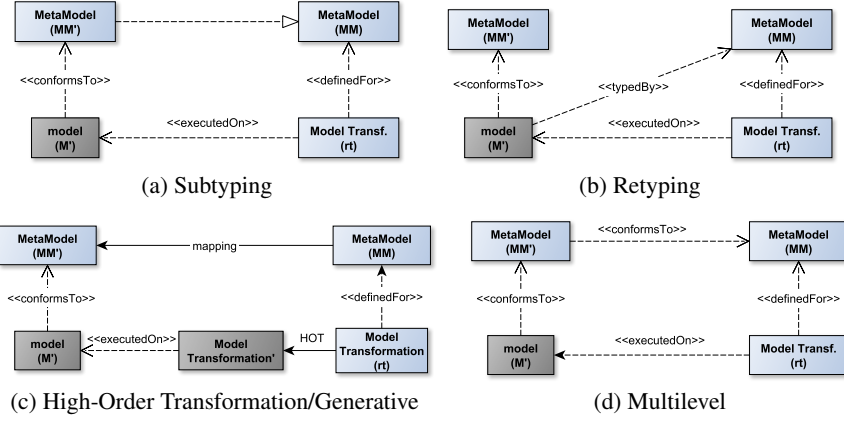 MetaModel
(MM')
MetaModel
(MM)
<<conformsTo>>
<<definedFor>>
<<executedOn>>
model
(M')
Model Transf.
(rt)
(a) Subtyping
MetaModel
(MM')
MetaModel
(MM)
<<conformsTo>>
<<typedBy>>
<<definedFor>>
<<executedOn>>
model
(M')
Model Transf.
(rt)
(b) Retyping
MetaModel
(MM')
mapping
MetaModel
(MM)
<<conformsTo>>
<<definedFor>>
model
(M')
<<executedOn>>
Model
Transformation'
HOT
Model
Transformation
(rt)
(c) High-Order Transformation/Generative
MetaModel
(MM')
<<conformsTo>>
MetaModel
(MM)
<<conformsTo>>
<<definedFor>>
<<executedOn>>
model
(M')
Model Transf.
(rt)
(d) Multilevel